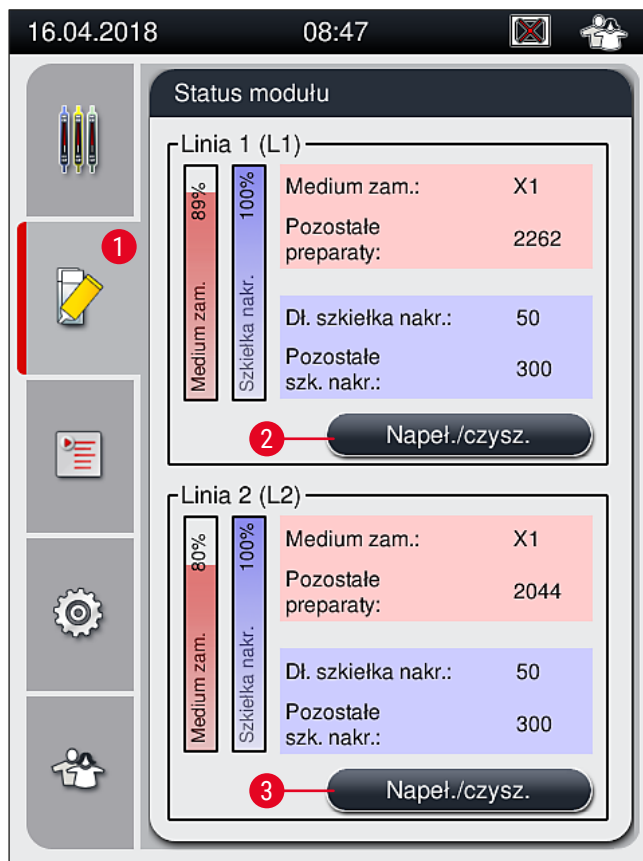 16.04.2018 08:47
Status modułu
Linia 1 (L1)
89%
Medium zam.
100%
Szkiełka nakr.
Medium zam.: X1
Pozostałe
preparaty: 2262
Dł. szkiełka nakr.: 50
Pozostałe
szk. nakr.: 300
Napeł./czysz.
Linia 2 (L2)
80%
Medium zam.
100%
Szkiełka nakr.
Medium zam.: X1
Pozostałe
preparaty: 2044
Dł. szkiełka nakr.: 50
Pozostałe
szk. nakr.: 300
Napeł./czysz.
1
2
3